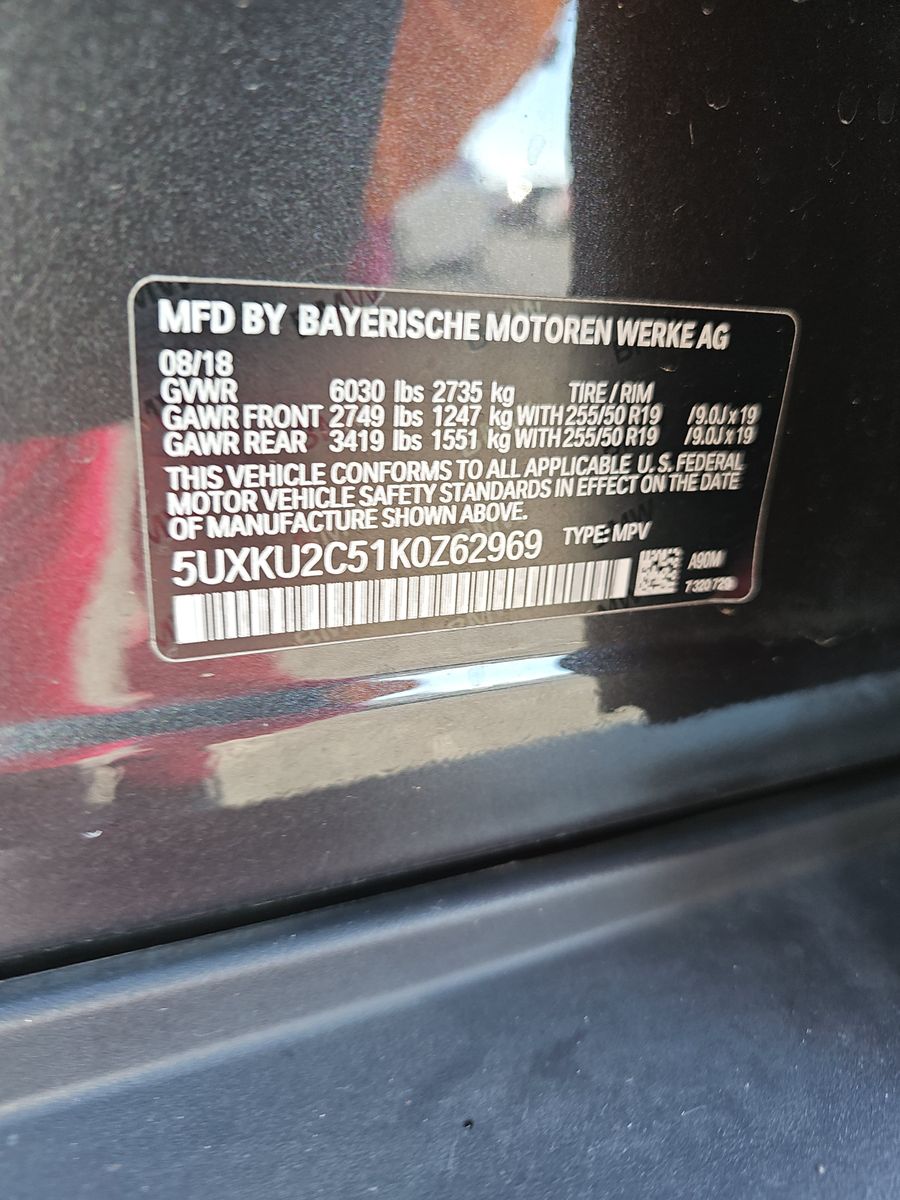 MFD BY BAYERISCHE MOTOREN WERKE AG
08/18
GVWR 6030 lbs 2735 kg TIRE / RIM
GAWR FRONT 2749 lbs 1247 kg WITH 255/50 R19 /9.0J x 19
GAWR REAR 3419 lbs 1551 kg WITH 255/50 R19 /9.0J x 19
THIS VEHICLE CONFORMS TO ALL APPLICABLE U.S. FEDERAL
MOTOR VEHICLE SAFETY STANDARDS IN EFFECT ON THE DATE
OF MANUFACTURE SHOWN ABOVE.
5UXKU2C51K0Z62969 TYPE: MPV
A90M